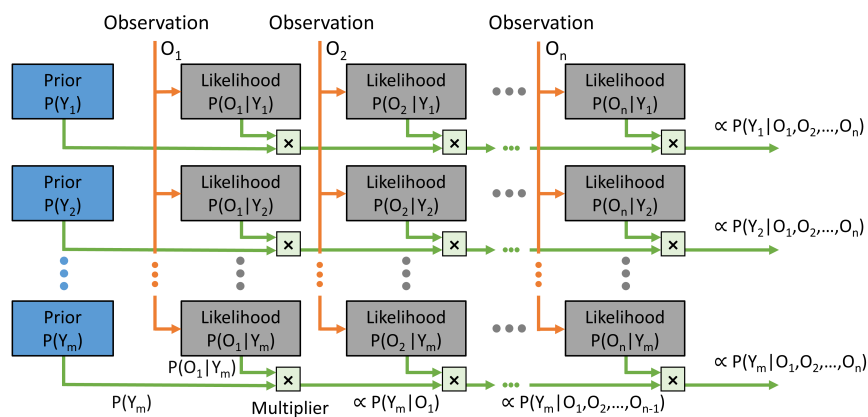 Observation Observation Observation
O₁ O₂ Oₙ
Prior Likelihood Likelihood Likelihood
P(Y₁) P(O₁|Y₁) P(O₂|Y₁) P(Oₙ|Y₁)
∝ P(Y₁|O₁,O₂,...,Oₙ)
× × ×
Prior Likelihood Likelihood Likelihood
P(Y₂) P(O₁|Y₂) P(O₂|Y₂) P(Oₙ|Y₂)
∝ P(Y₂|O₁,O₂,...,Oₙ)
× × ×
Prior Likelihood Likelihood Likelihood
P(Yₘ) P(O₁|Yₘ) P(O₂|Yₘ) P(Oₙ|Yₘ)
P(O₁|Yₘ) ∝ P(Yₘ|O₁,O₂,...,Oₙ)
× × ×
P(Yₘ) Multiplier ∝ P(Yₘ|O₁) ∝ P(Yₘ|O₁,O₂,...,Oₙ₋₁)